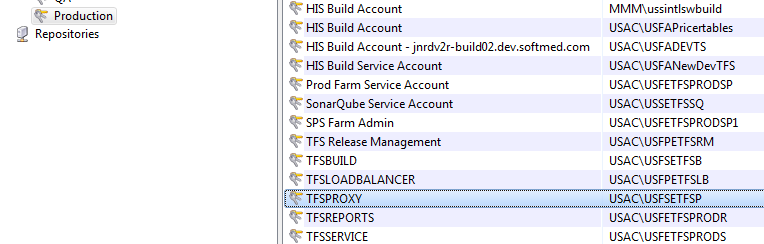 Production
Repositories
HIS Build Account MMM\ussintlswbuild
HIS Build Account USAC\USFAPricertables
HIS Build Account - jnrdv2r-build02.dev.softmed.com USAC\USFADEVTS
HIS Build Service Account USAC\USFANewDevTFS
Prod Farm Service Account USAC\USFETFSPRODSP
SonarQube Service Account USAC\USSETFSSQ
SPS Farm Admin USAC\USFETFSPRODSP1
TFS Release Management USAC\USFPETFSRM
TFSBUILD USAC\USFSETFSB
TFSLOADBALANCER USAC\USFPETFSLB
TFSPROXY USAC\USFSETFSP
TFSREPORTS USAC\USFSETFSPRODR
TFSSERVICE USAC\USFETFSPRODS